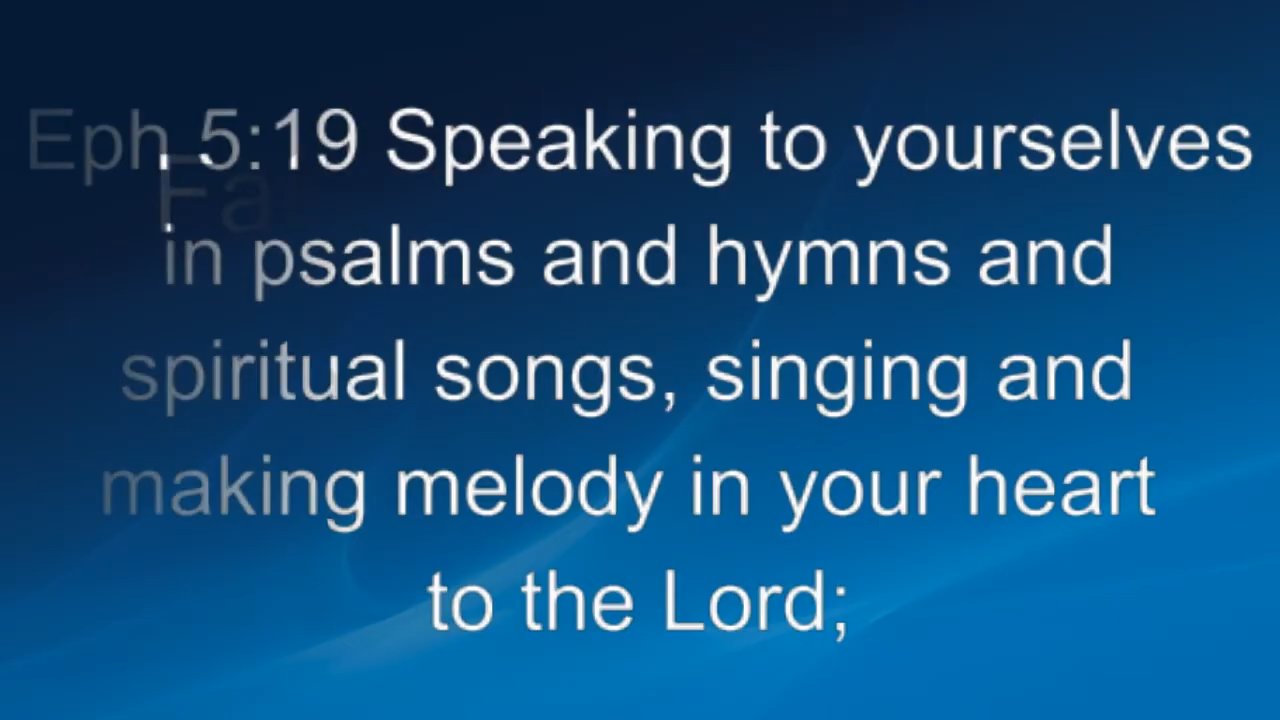 Eph 5:19 Speaking to yourselves
in psalms and hymns and
spiritual songs, singing and
making melody in your heart
to the Lord;